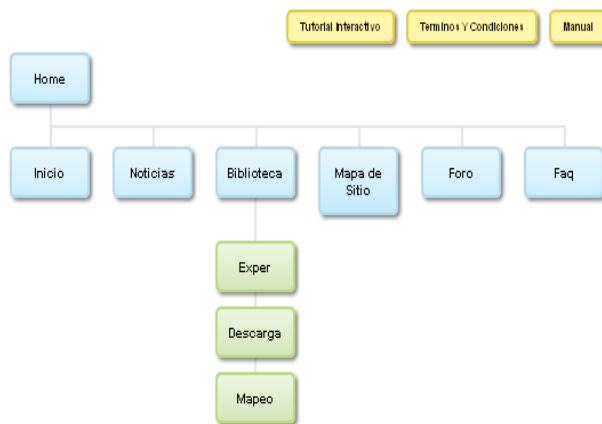 Tutorial Interactivo
Terminos Y Condiciones
Manual
Home
Inicio
Noticias
Biblioteca
Mapa de
Sitio
Foro
Faq
Exper
Descarga
Mapeo